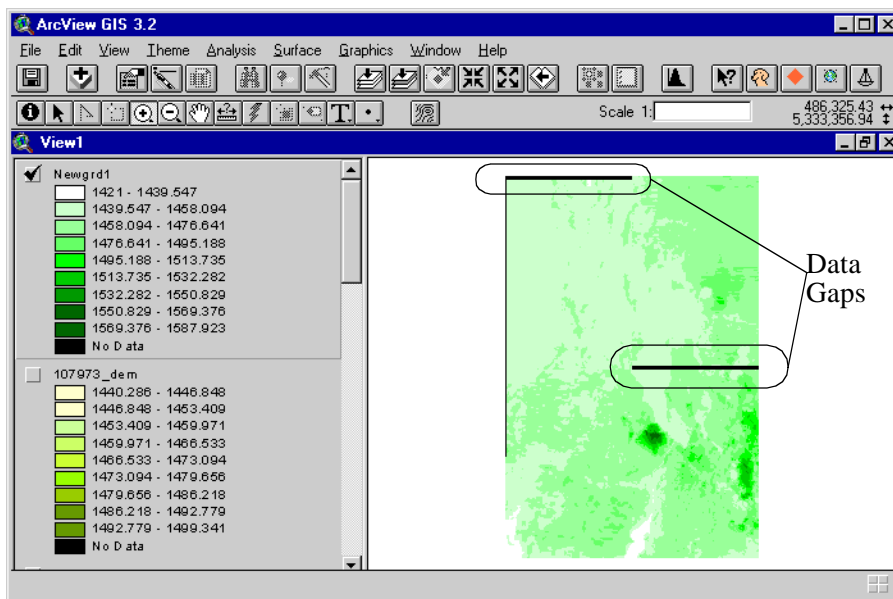 ArcView GIS 3.2
File Edit View Theme Analysis Surface Graphics Window Help
Scale 1:
486,325.43
5,333,356.94
View1
Newgrd1
1421 - 1439.547
1439.547 - 1458.094
1458.094 - 1476.641
1476.641 - 1495.188
1495.188 - 1513.735
1513.735 - 1532.282
1532.282 - 1550.829
1550.829 - 1569.376
1569.376 - 1587.923
No Data
107973_dem
1440.286 - 1446.848
1446.848 - 1453.409
1453.409 - 1459.971
1459.971 - 1466.533
1466.533 - 1473.094
1473.094 - 1479.656
1479.656 - 1486.218
1486.218 - 1492.779
1492.779 - 1499.341
No Data
Data
Gaps